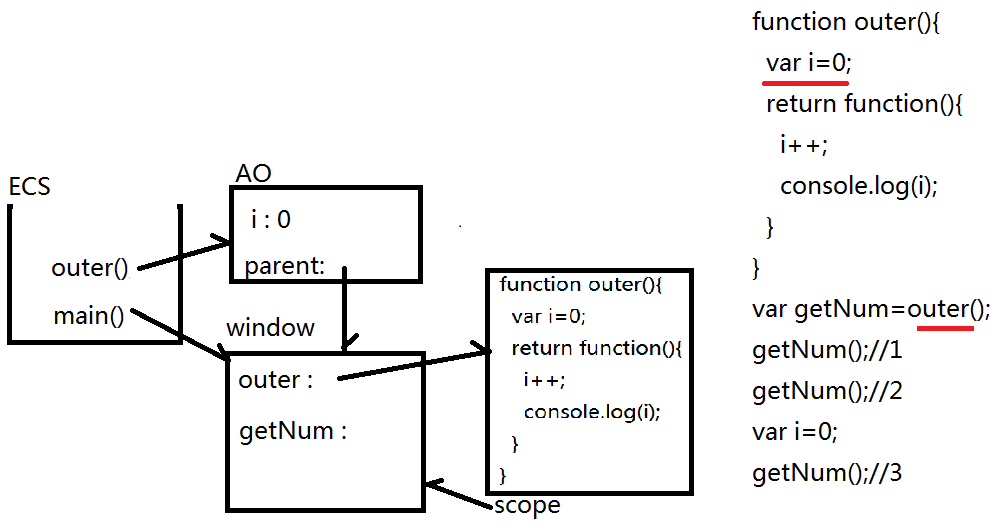 ECS
outer()
main()
AO
i : 0
parent:
window
outer :
getNum :
function outer(){
var i=0;
return function(){
i++;
console.log(i);
}
}
scope
function outer(){
var i=0;
return function(){
i++;
console.log(i);
}
}
var getNum=outer();
getNum();//1
getNum();//2
var i=0;
getNum();//3